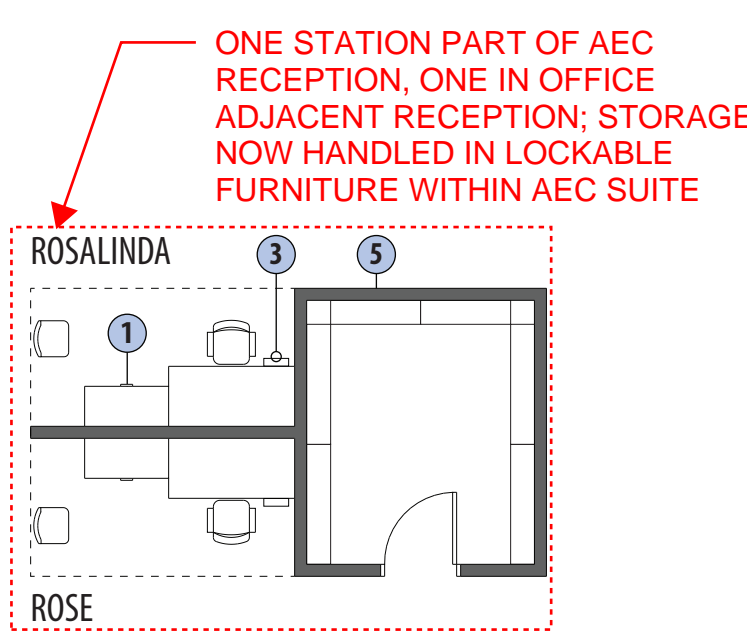 ONE STATION PART OF AEC
RECEPTION, ONE IN OFFICE
ADJACENT RECEPTION; STORAGE
NOW HANDLED IN LOCKABLE
FURNITURE WITHIN AEC SUITE
ROSALINDA
3
5
1
ROSE